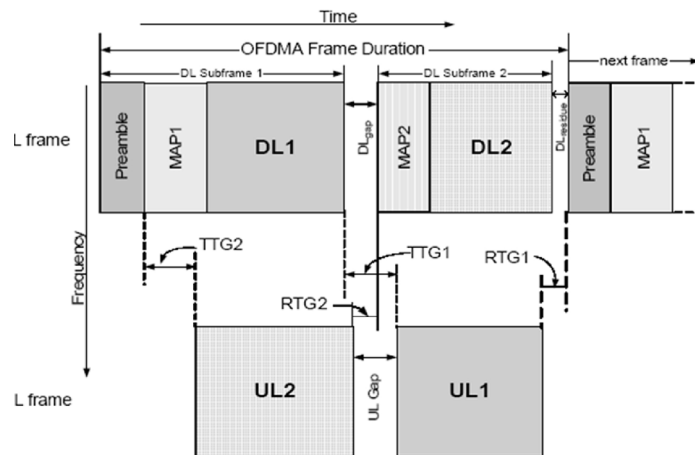 Time
OFDMA Frame Duration
DL Subframe 1
DL Subframe 2
next frame
L frame
Preamble
MAP1
DL1
DLgap
MAP2
DL2
DLresidue
Preamble
MAP1
TTG2
TTG1
RTG1
RTG2
Frequency
L frame
UL2
UL Gap
UL1